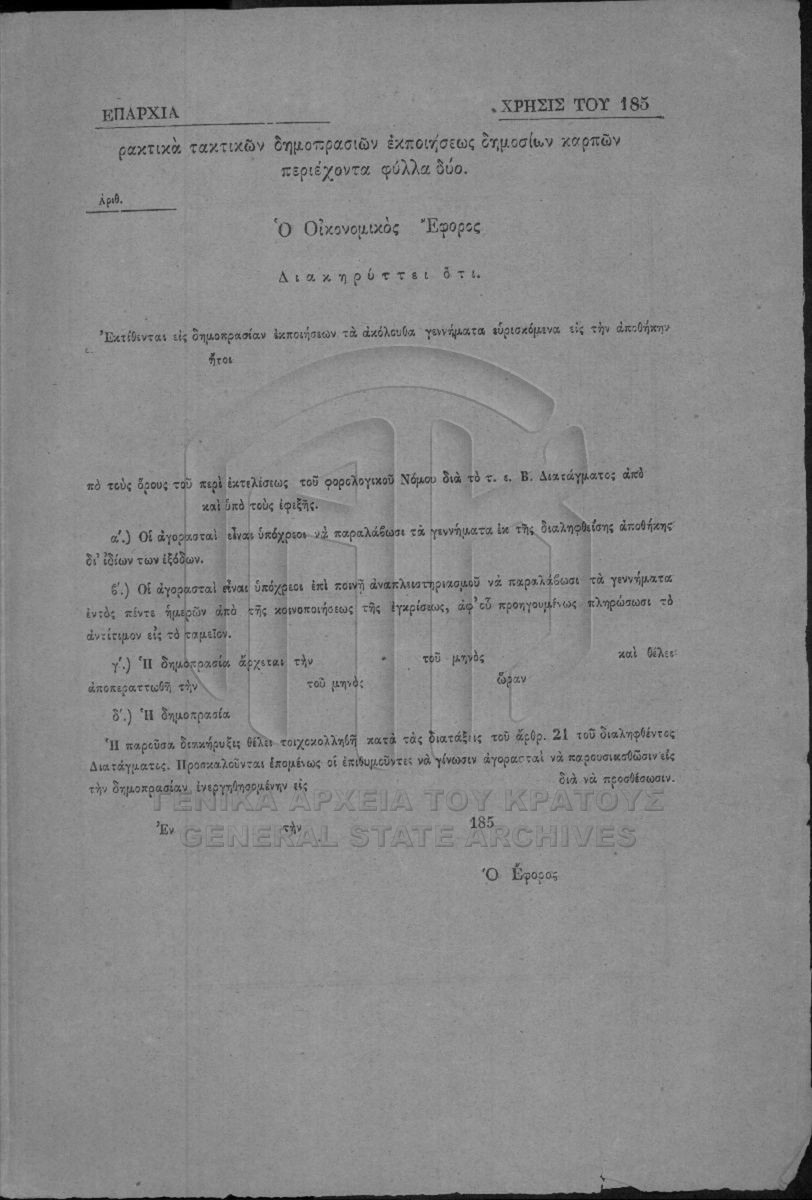 ΕΠΑΡΧΙΑ
ΧΡΗΣΙΣ ΤΟΥ 185
ρακτικὰ τακτικῶν δημοπρασιῶν ἐκποιήσεως δημοσίων καρπῶν
περιέχοντα φύλλα δύο.
Ἀριθ.
Ὁ Οἰκονομικὸς Ἔφορος
Διακηρύττει ὅτι.
Ἐκτίθενται εἰς δημοπρασίαν ἐκποιήσεων τὰ ἀκόλουθα γεννήματα εὑρισκόμενα εἰς τὴν ἀποθήκην
ἤτοι
πὸ τοὺς ὅρους τοῦ περὶ ἐκτελέσεως τοῦ φορολογικοῦ Νόμου διὰ τὸ τ. ε. Β. Διατάγματος ἀπὸ
καὶ ὑπὸ τοὺς ἐφεξῆς.
α΄.) Οἱ ἀγορασταὶ εἶναι ὑπόχρεοι νὰ παραλάβωσι τὰ γεννήματα ἐκ τῆς διαληφθείσης ἀποθήκης
δι' ἰδίων των ἐξόδων.
β΄.) Οἱ ἀγορασταὶ εἶναι ὑπόχρεοι ἐπὶ ποινῇ ἀναπλειστηριασμοῦ νὰ παραλάβωσι τὰ γεννήματα
ἐντὸς πέντε ἡμερῶν ἀπὸ τῆς κοινοποιήσεως τῆς ἐγκρίσεως, ἀφ' οὗ προηγουμένως πληρώσωσι τὸ
ἀντίτιμον εἰς τὸ ταμεῖον.
γ΄.) Ἡ δημοπρασία ἄρχεται τὴν τοῦ μηνὸς καὶ θέλει
ἀποπεραττωθῆ τὴν τοῦ μηνὸς ὥραν
δ΄.) Ἡ δημοπρασία
Ἡ παροῦσα διακήρυξις θέλει τοιχοκολληθῆ κατὰ τὰς διατάξεις τοῦ ἄρθρ. 21 τοῦ διαληφθέντος
Διατάγματος. Προσκαλοῦνται ἑπομένως οἱ ἐπιθυμοῦντες νὰ γίνωσιν ἀγορασταὶ νὰ παρουσιασθῶσιν εἰς
τὴν δημοπρασίαν ἐνεργηθησομένην εἰς διὰ νὰ προσθέσωσιν.
ΓΕΝΙΚΑ ΑΡΧΕΙΑ ΤΟΥ ΚΡΑΤΟΥΣ
Ἐν τὴν 185
GENERAL STATE ARCHIVES
Ὁ Ἔφορος